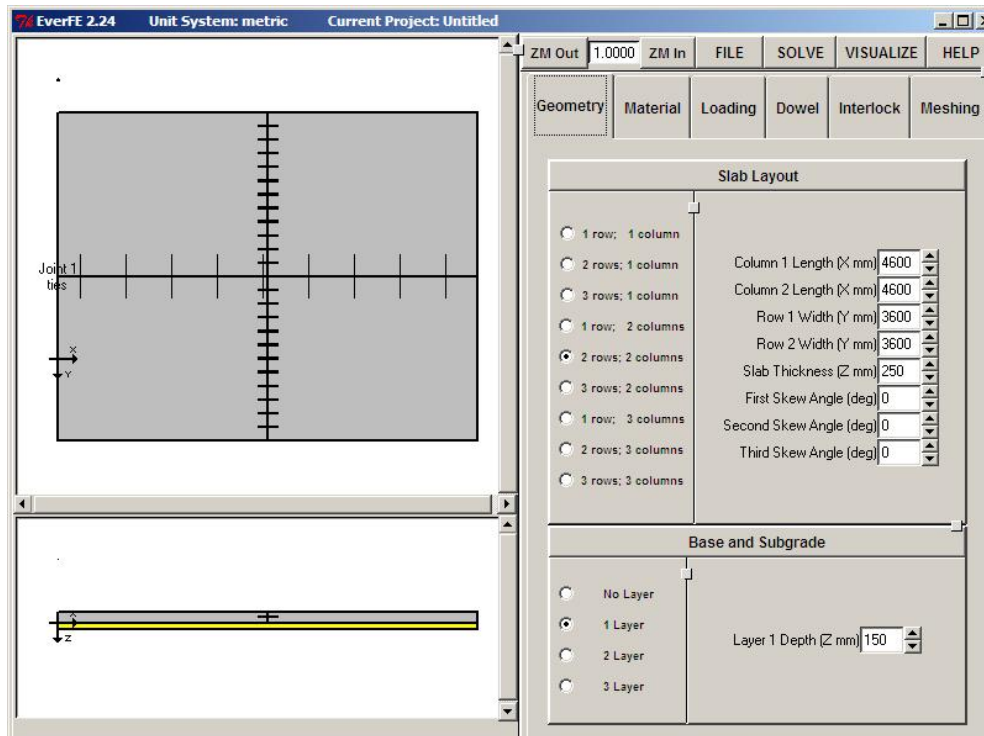 7% EverFE 2.24 Unit System: metric Current Project: Untitled
ZM Out 1.0000 ZM In FILE SOLVE VISUALIZE HELP
Geometry Material Loading Dowel Interlock Meshing
Joint 1
ties
X
Y
X
Z
Slab Layout
1 row; 1 column
2 rows; 1 column
3 rows; 1 column
1 row; 2 columns
2 rows; 2 columns
3 rows; 2 columns
1 row; 3 columns
2 rows; 3 columns
3 rows; 3 columns
Column 1 Length (X mm) 4600
Column 2 Length (X mm) 4600
Row 1 Width (Y mm) 3600
Row 2 Width (Y mm) 3600
Slab Thickness (Z mm) 250
First Skew Angle (deg) 0
Second Skew Angle (deg) 0
Third Skew Angle (deg) 0
Base and Subgrade
No Layer
1 Layer
2 Layer
3 Layer
Layer 1 Depth (Z mm) 150